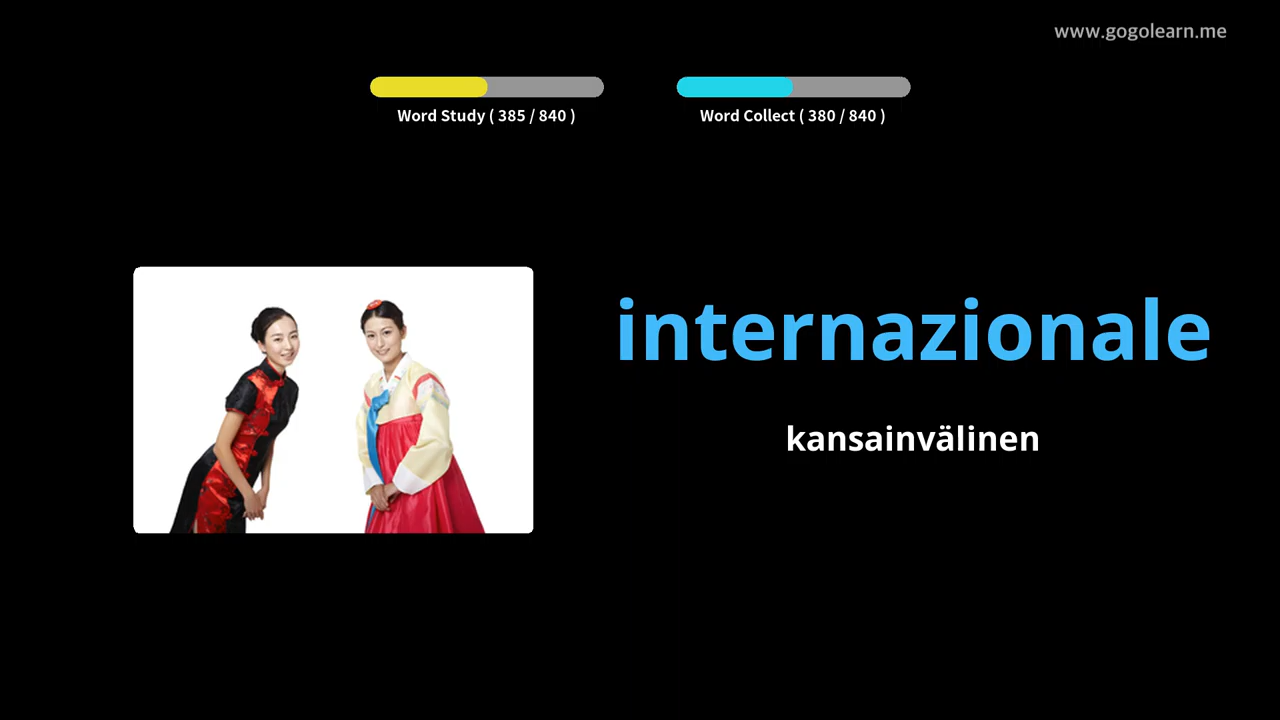 www.gogolearn.me
Word Study ( 385 / 840 )
Word Collect ( 380 / 840 )
internazionale
kansainvälinen